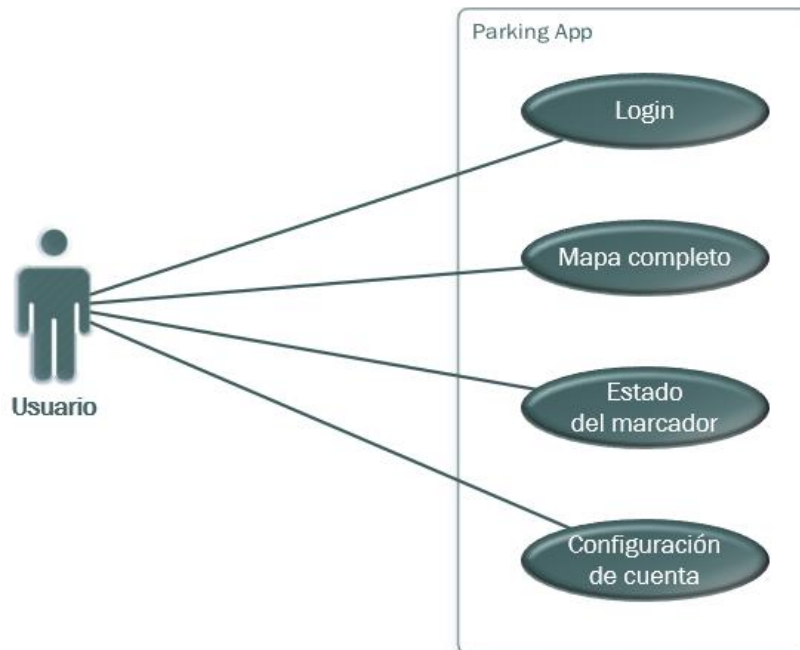 Parking App
Login
Mapa completo
Usuario
Estado
del marcador
Configuración
de cuenta